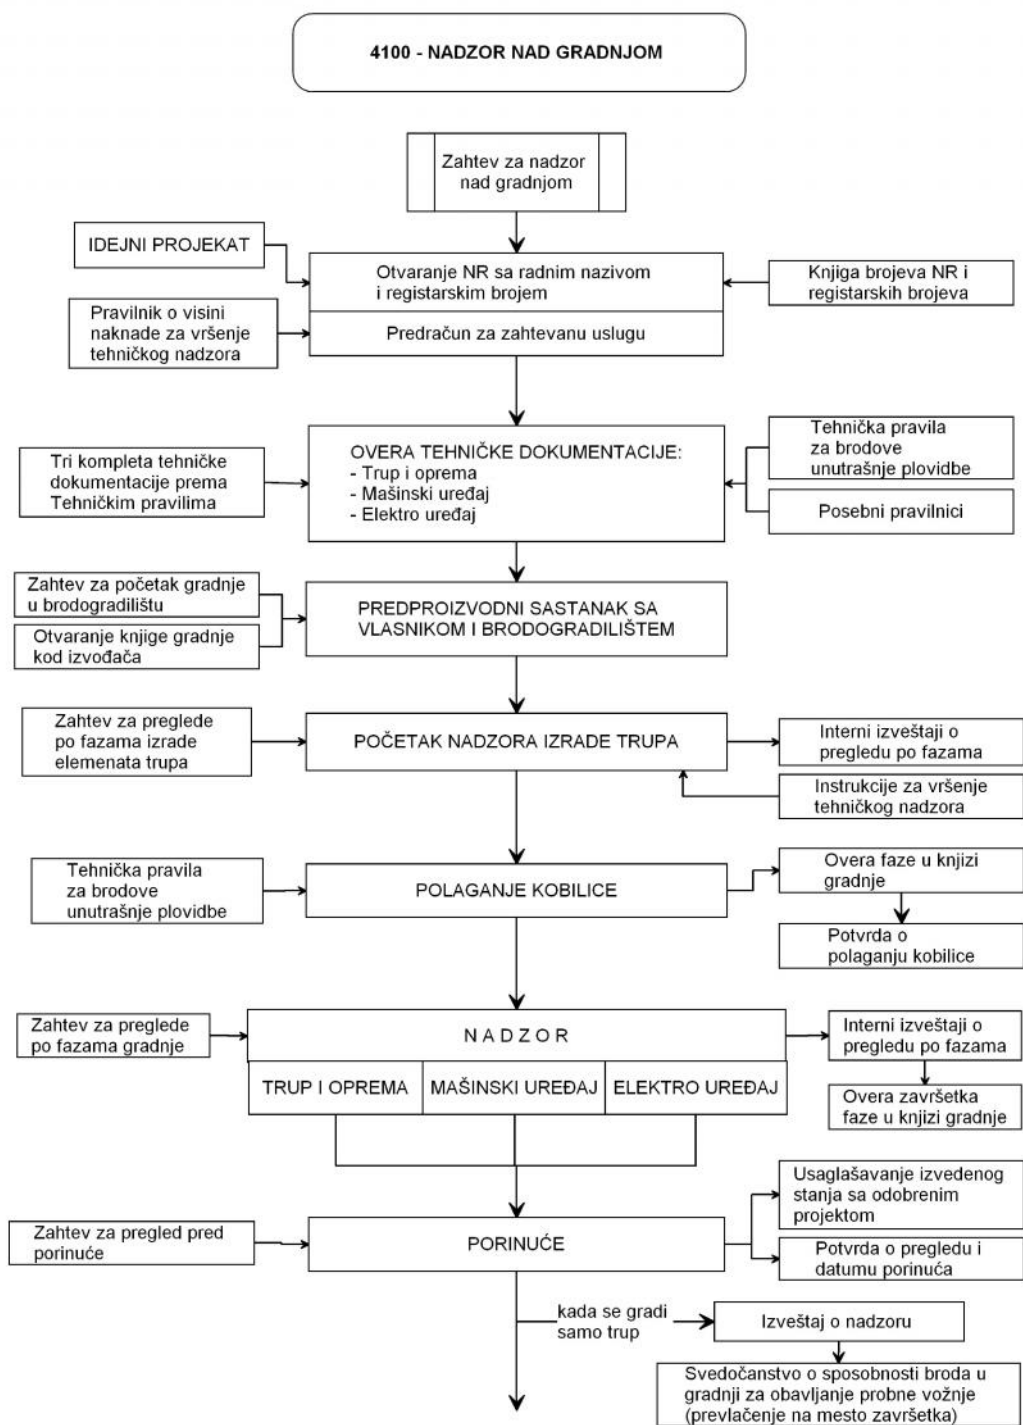 4100 - NADZOR NAD GRADNJOM
Zahtev za nadzor
nad gradnjom
IDEJNI PROJEKAT
Otvaranje NR sa radnim nazivom
i registarskim brojem
Knjiga brojeva NR i
registarskih brojeva
Pravilnik o visini
naknade za vršenje
tehničkog nadzora
Predračun za zahtevanu uslugu
Tri kompleta tehničke
dokumentacije prema
Tehničkim pravilima
OVERA TEHNIČKE DOKUMENTACIJE:
- Trup i oprema
- Mašinski uređaj
- Elektro uređaj
Tehnička pravila
za brodove
unutrašnje plovidbe
Posebni pravilnici
Zahtev za početak gradnje
u brodogradilištu
Otvaranje knjige gradnje
kod izvođača
PREDPROIZVODNI SASTANAK SA
VLASNIKOM I BRODOGRADILIŠTEM
Zahtev za preglede
po fazama izrade
elemenata trupa
POČETAK NADZORA IZRADE TRUPA
Interni izveštaji o
pregledu po fazama
Instrukcije za vršenje
tehničkog nadzora
Tehnička pravila
za brodove
unutrašnje plovidbe
POLAGANJE KOBILICE
Overa faze u knjizi
gradnje
Potvrda o
polaganju kobilice
Zahtev za preglede
po fazama gradnje
N A D Z O R
TRUP I OPREMA
MAŠINSKI UREĐAJ
ELEKTRO UREĐAJ
Interni izveštaji o
pregledu po fazama
Overa završetka
faze u knjizi gradnje
Zahtev za pregled pred
porinuće
PORINUĆE
Usaglašavanje izvedenog
stanja sa odobrenim
projektom
Potvrda o pregledu i
datumu porinuća
kada se gradi
samo trup
Izveštaj o nadzoru
Svedočanstvo o sposobnosti broda u
gradnji za obavljanje probne vožnje
(prevlačenje na mesto završetka)